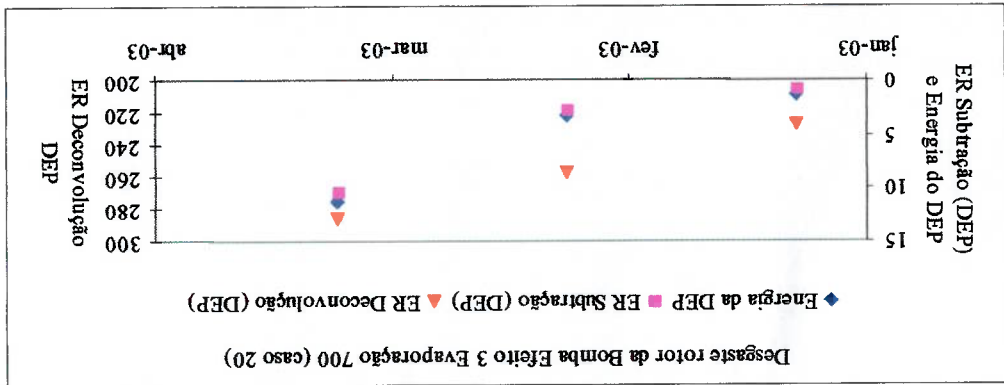 Desgaste rotor da Bomba Efeito 3 Evaporação 700 (caso 20)
Energia da DEP ER Subtração (DEP) ER Deconvolução (DEP)
ER Subtração (DEP)
e Energia do DEP
15
10
5
0
300
280
260
240
220
200
ER Deconvolução
DEP
jan-03 fev-03 mar-03 abr-03